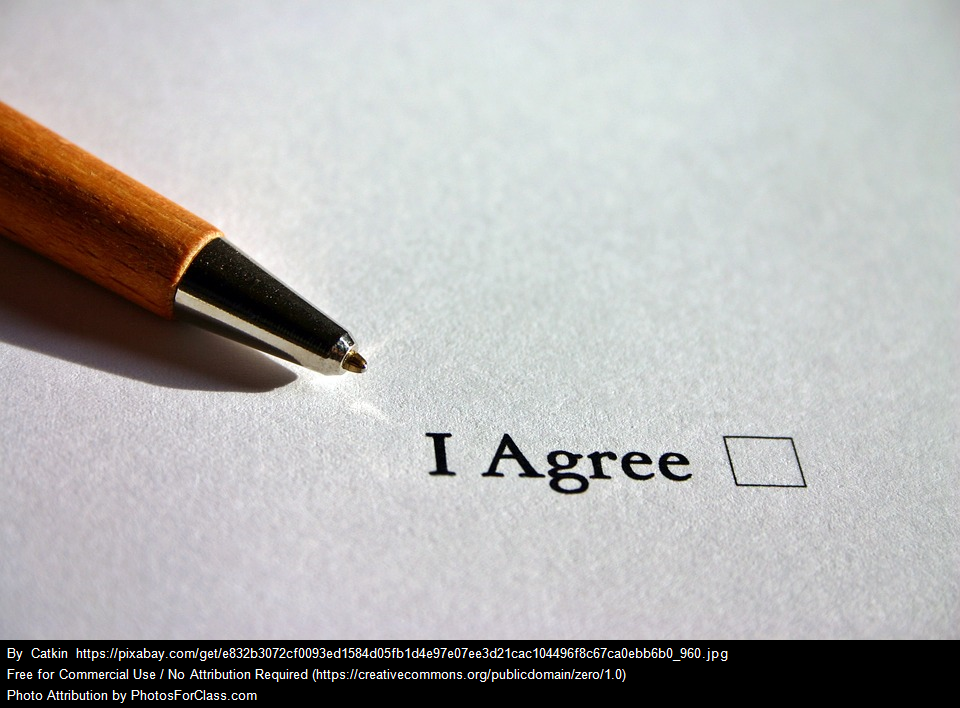 I Agree
By Catkin https://pixabay.com/get/e832b3072cf0093ed1584d05fb1d4e97e07ee3d21cac104496f8c67ca0ebb6b0_960.jpg
Free for Commercial Use / No Attribution Required (https://creativecommons.org/publicdomain/zero/1.0)
Photo Attribution by PhotosForClass.com